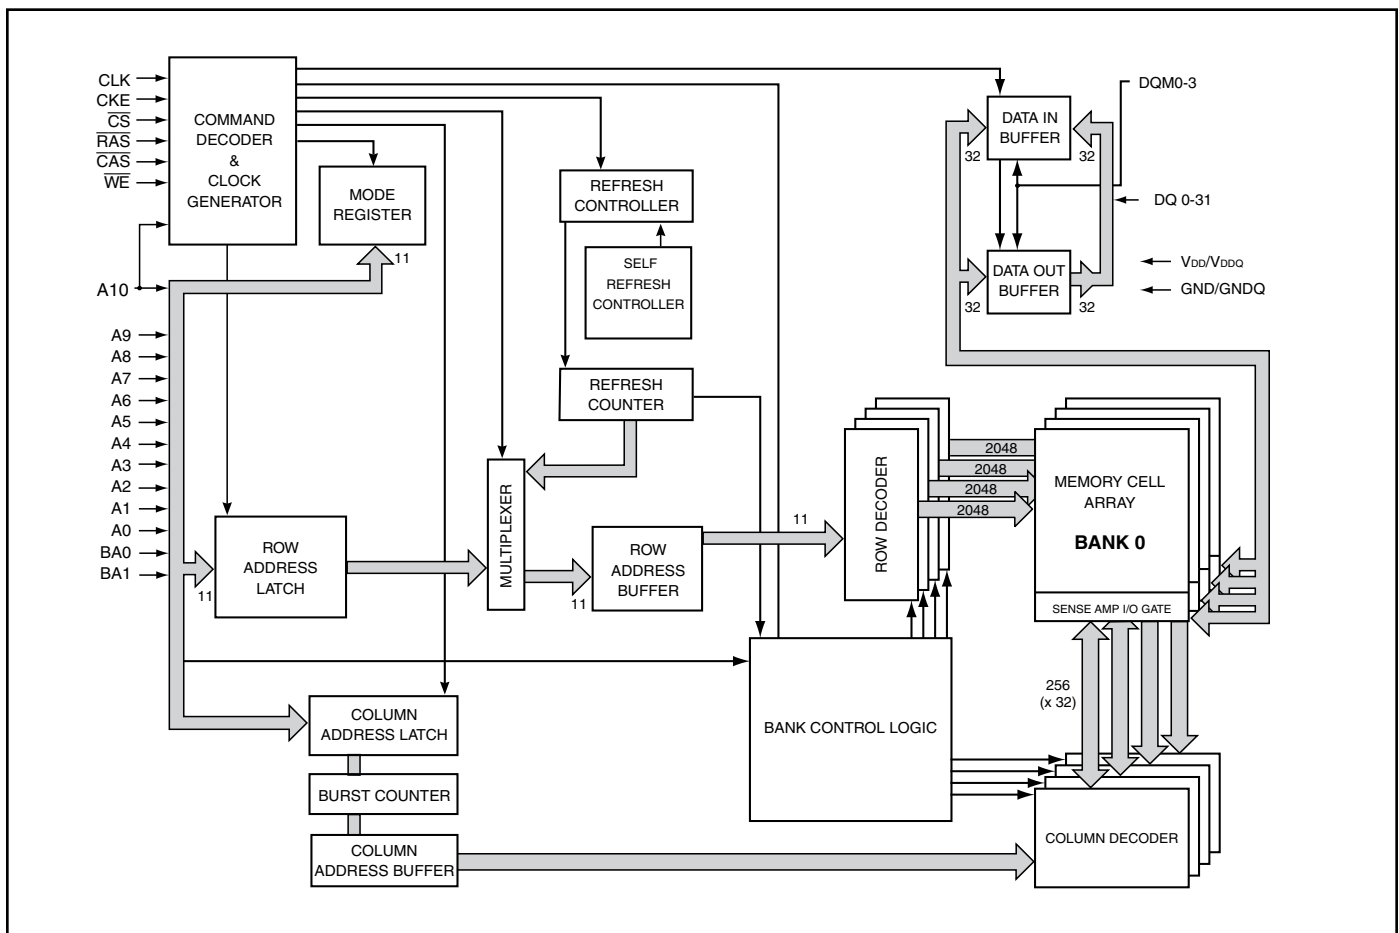 CLK
CKE
CS
RAS
CAS
WE
A10
A9
A8
A7
A6
A5
A4
A3
A2
A1
A0
BA0
BA1
COMMAND
DECODER
&
CLOCK
GENERATOR
MODE
REGISTER
11
REFRESH
CONTROLLER
SELF
REFRESH
CONTROLLER
REFRESH
COUNTER
DATA IN
BUFFER
32
32
DQM0-3
DQ 0-31
DATA OUT
BUFFER
32
32
VDD/VDDQ
GND/GNDQ
11
ROW
ADDRESS
LATCH
MULTIPLEXER
11
ROW
ADDRESS
BUFFER
11
ROW DECODER
2048
2048
2048
2048
MEMORY CELL
ARRAY
BANK 0
SENSE AMP I/O GATE
256
(x 32)
BANK CONTROL LOGIC
COLUMN
ADDRESS LATCH
BURST COUNTER
COLUMN
ADDRESS BUFFER
COLUMN DECODER